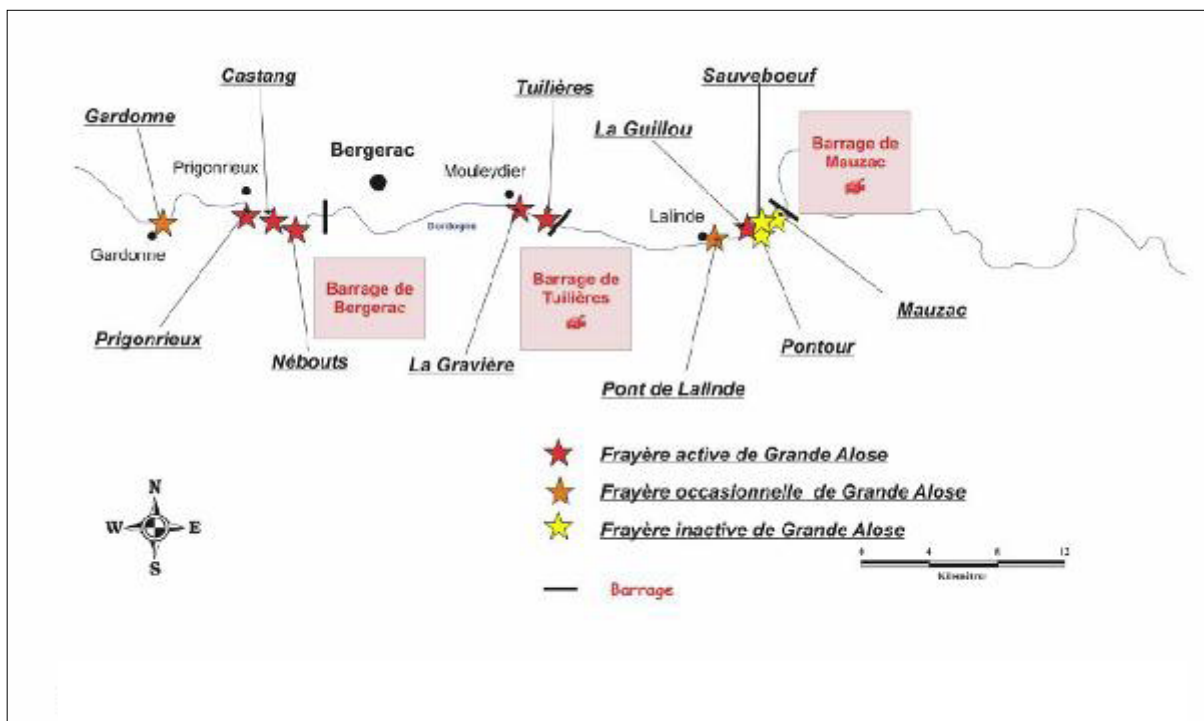 Castang
Sauveboeuf
Tuilières
Gardonne
La Guillou
Bergerac
Barrage de
Mauzac
Prigonrieux
Mouleydier
Lalinde
Dordogne
Gardonne
Barrage de
Bergerac
Barrage de
Tuilières
Mauzac
Prigonrieux
Nébouts
La Gravière
Pontour
Pont de Lalinde
Frayère active de Grande Alose
Frayère occasionnelle de Grande Alose
Frayère inactive de Grande Alose
N
W
E
S
0 4 8 12
Barrage